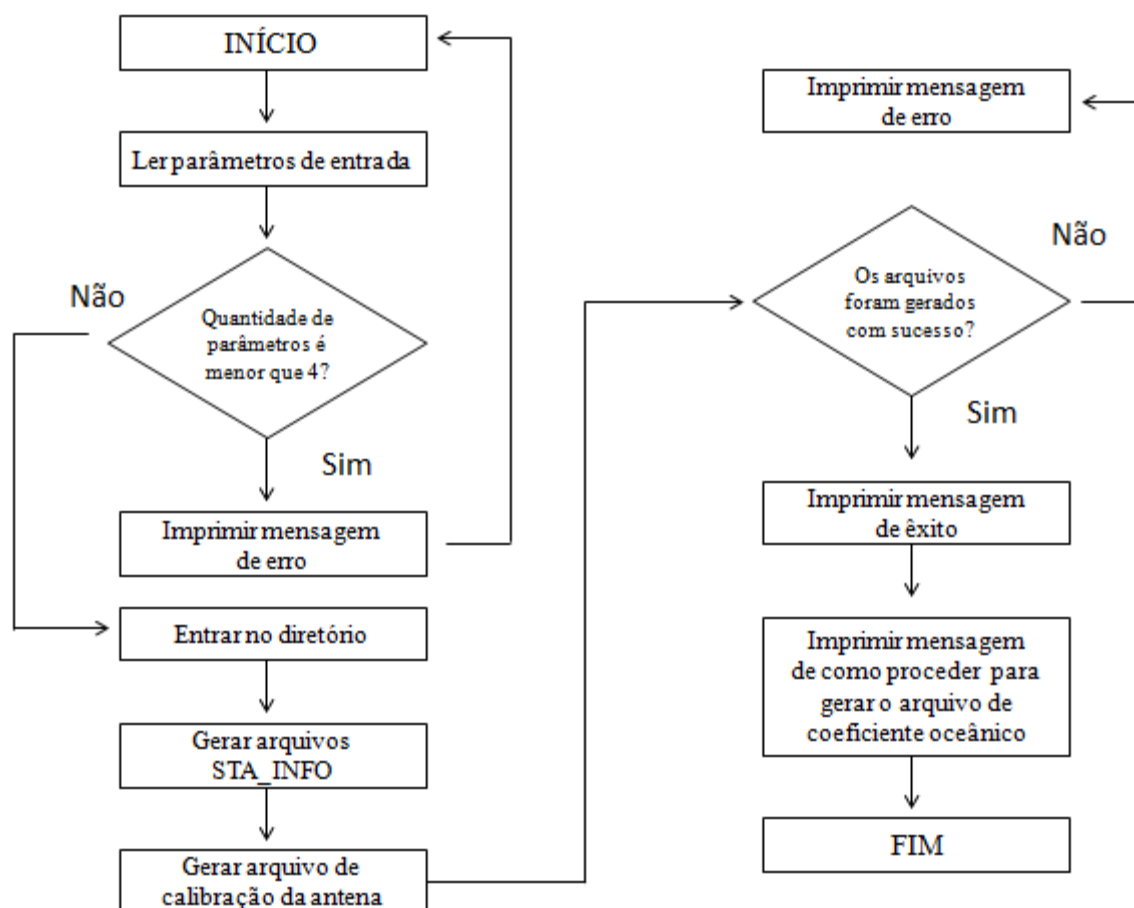 INÍCIO
Ler parâmetros de entrada
Não
Quantidade de
parâmetros é
menor que 4?
Sim
Imprimir mensagem
de erro
Entrar no diretório
Gerar arquivos
STA_INFO
Gerar arquivo de
calibração da antena
Imprimir mensagem
de erro
Não
Os arquivos
foram gerados
com sucesso?
Sim
Imprimir mensagem
de êxito
Imprimir mensagem
de como proceder para
gerar o arquivo de
coeficiente oceânico
FIM